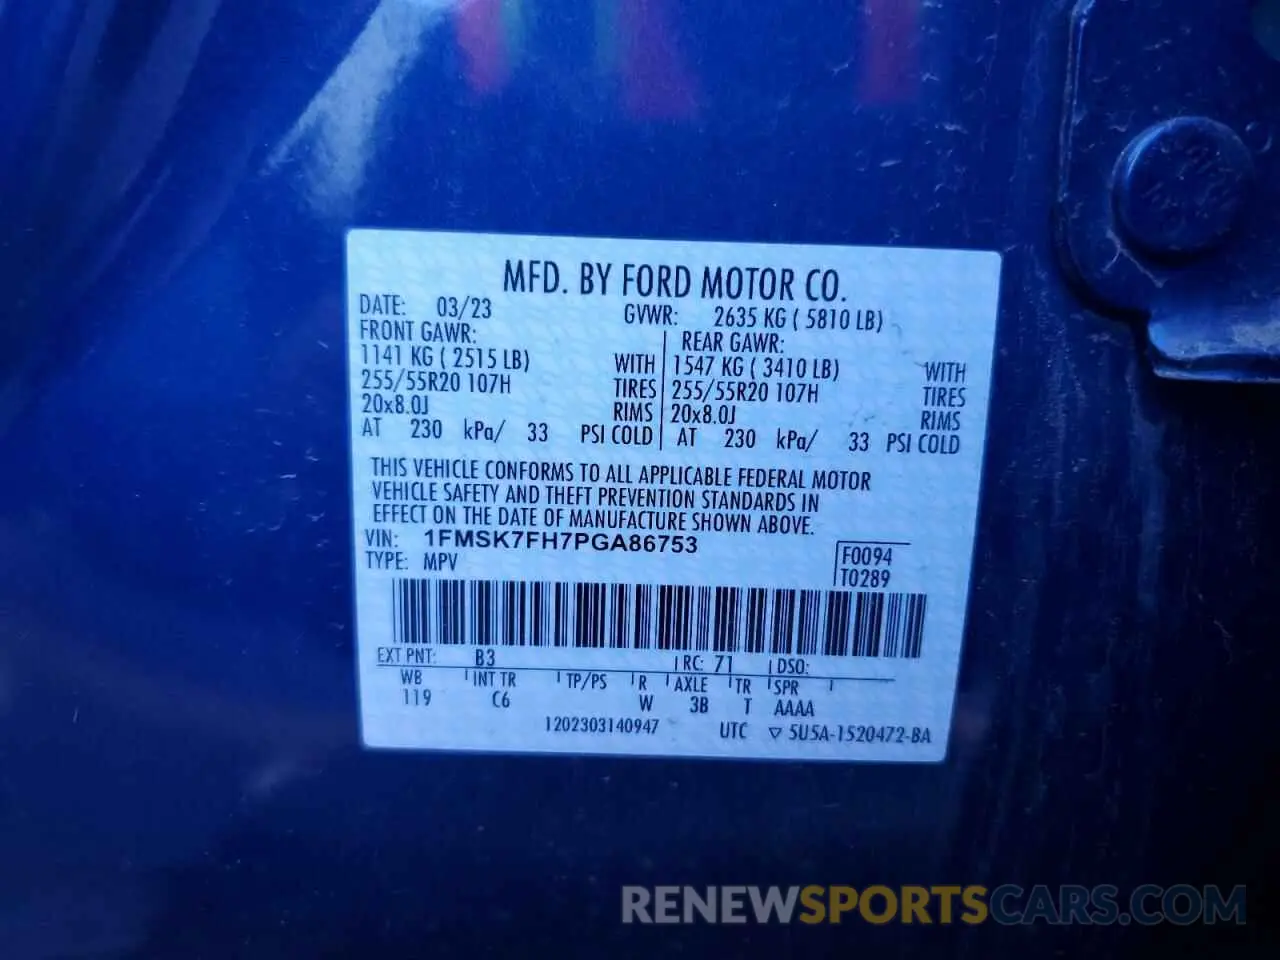 MFD. BY FORD MOTOR CO.
DATE: 03/23 GVWR: 2635 KG ( 5810 LB)
FRONT GAWR: REAR GAWR:
1141 KG ( 2515 LB) WITH 1547 KG ( 3410 LB) WITH
255/55R20 107H TIRES 255/55R20 107H TIRES
20x8.0J RIMS 20x8.0J RIMS
AT 230 kPa/ 33 PSI COLD AT 230 kPa/ 33 PSI COLD
THIS VEHICLE CONFORMS TO ALL APPLICABLE FEDERAL MOTOR
VEHICLE SAFETY AND THEFT PREVENTION STANDARDS IN
EFFECT ON THE DATE OF MANUFACTURE SHOWN ABOVE.
VIN: 1FMSK7FH7PGA86753 F0094
TYPE: MPV T0289
EXT PNT: B3 RC: 71 DSO:
WB INT TR TP/PS R AXLE TR SPR
119 C6 W 3B T AAAA
1202303140947 UTC ▽ 5U5A-1520472-BA
RENEWSPORTSCARS.COM